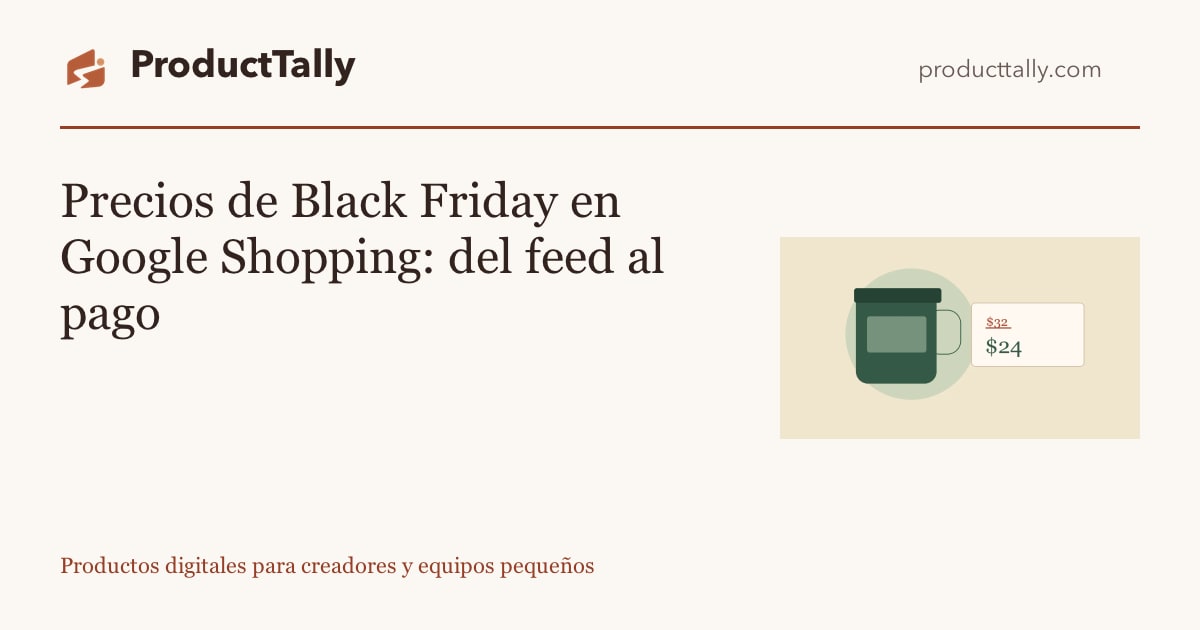 ProductTally
producttally.com
Precios de Black Friday en
Google Shopping: del feed al
pago
$32
$24
Productos digitales para creadores y equipos pequeños